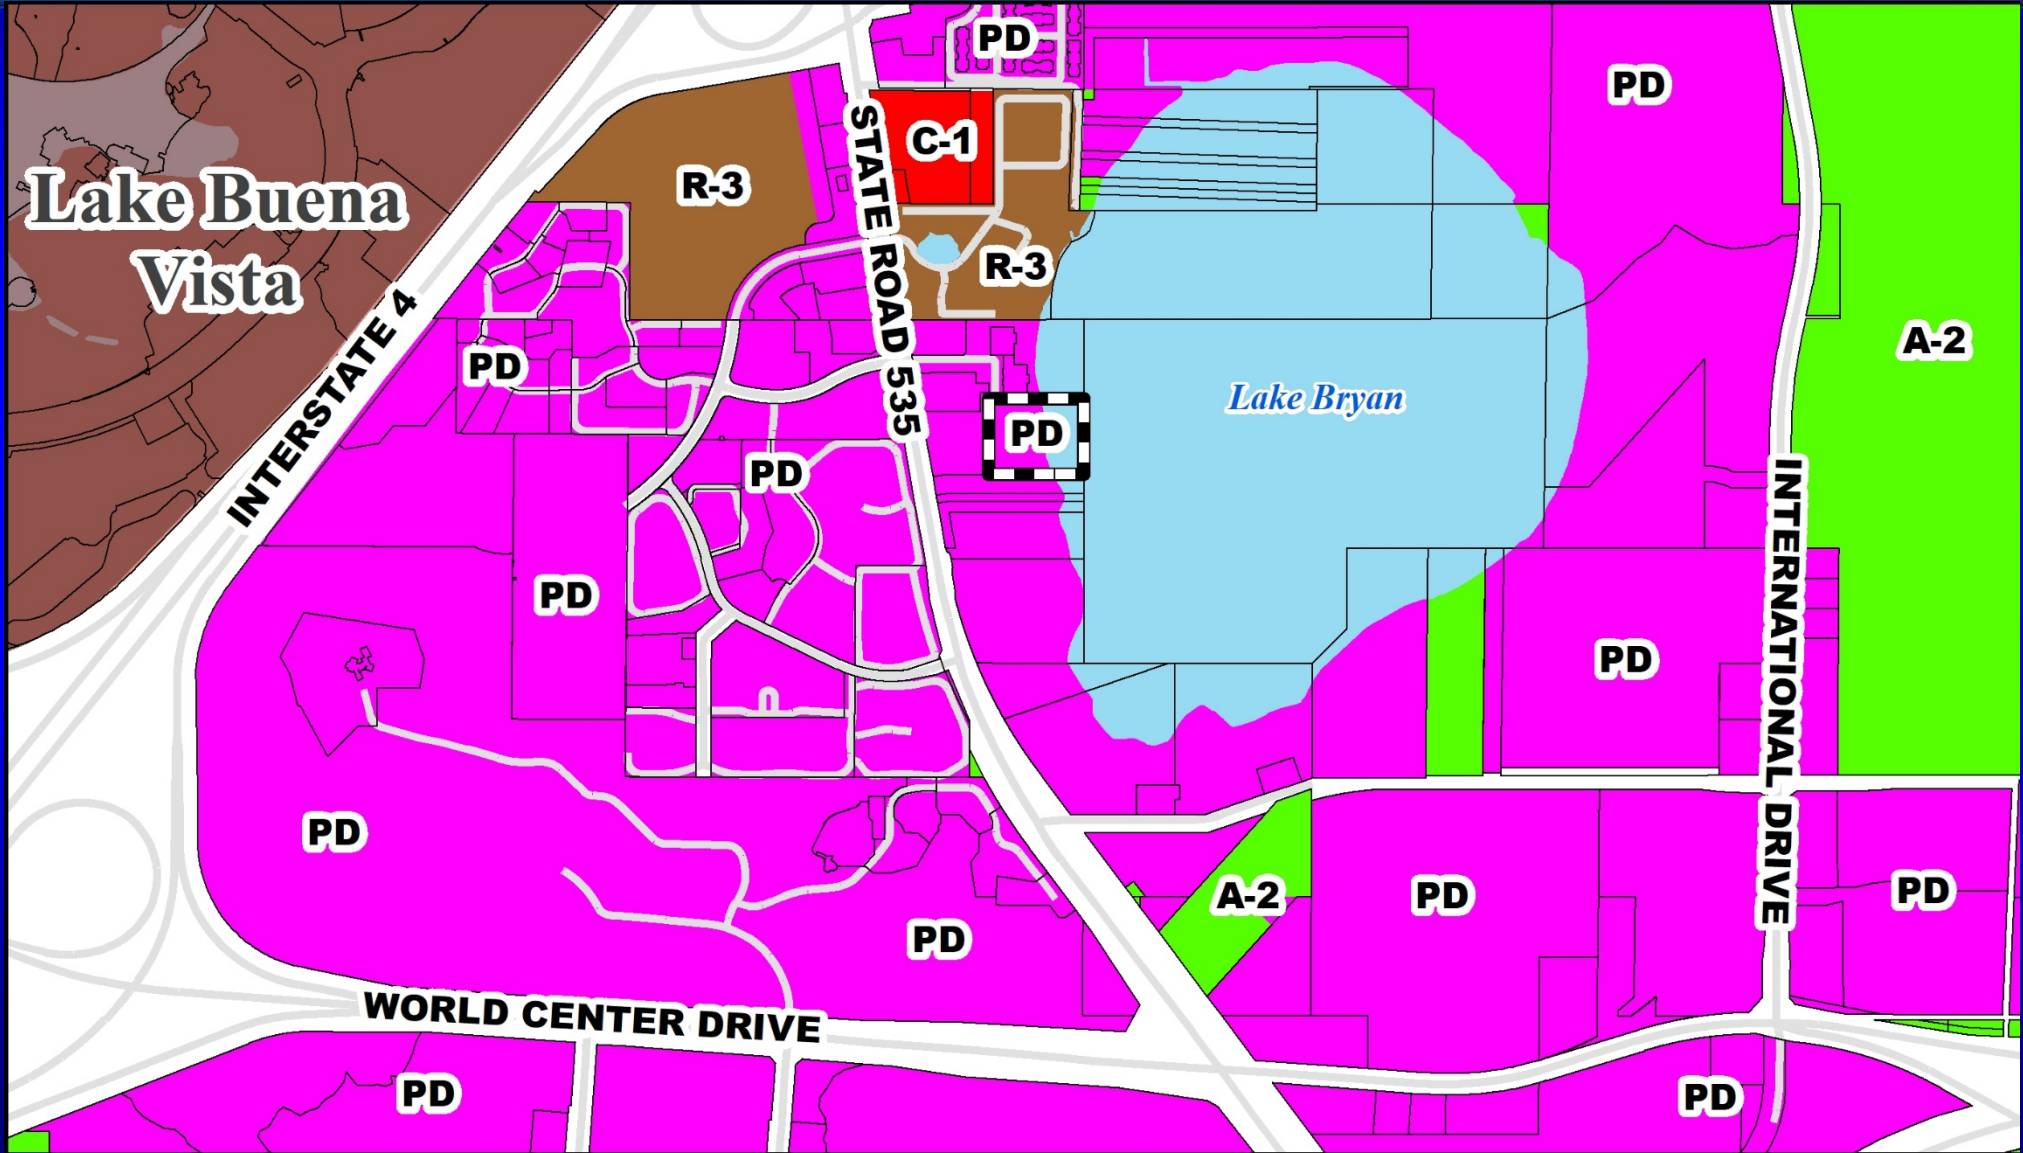 PD
PD
C-1
STATE ROAD 535
R-3
Lake Buena
Vista
R-3
INTERSTATE 4
A-2
PD
Lake Bryan
PD
PD
INTERNATIONAL DRIVE
PD
PD
PD
PD
A-2
PD
PD
PD
WORLD CENTER DRIVE
PD
PD